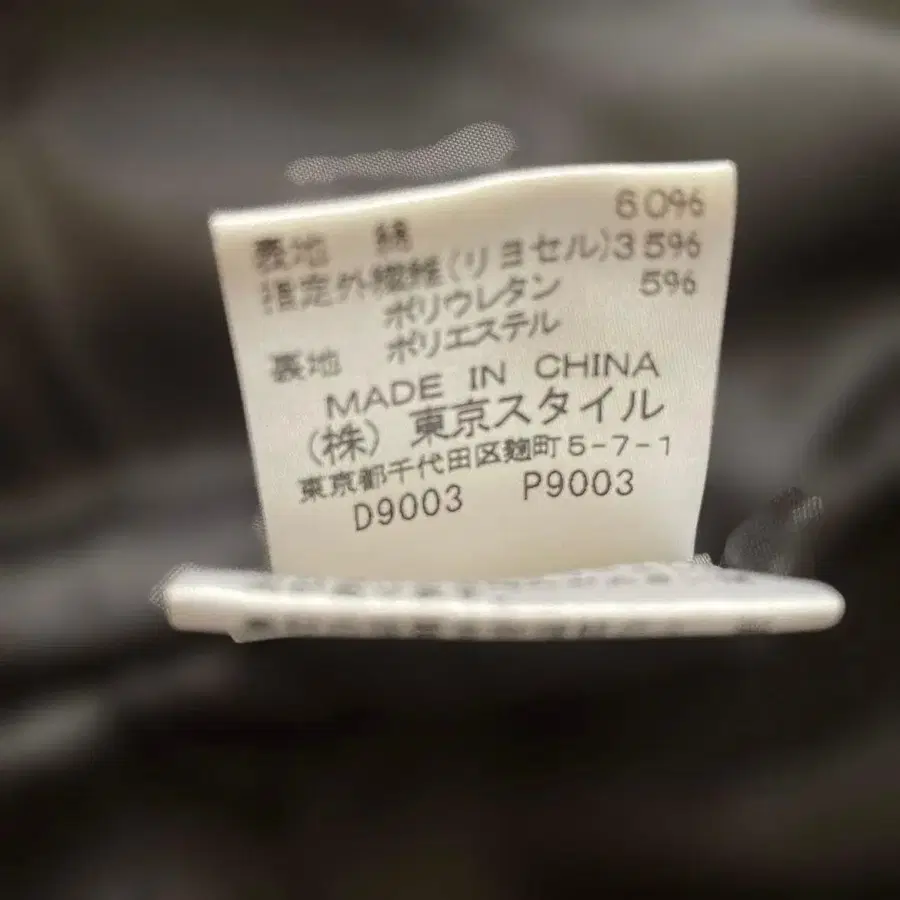 表地 綿 60%
指定外繊維(リヨセル)35%
ポリウレタン 5%
裏地 ポリエステル
MADE IN CHINA
(株) 東京スタイル
東京都千代田区麹町5-7-1
D9003 P9003